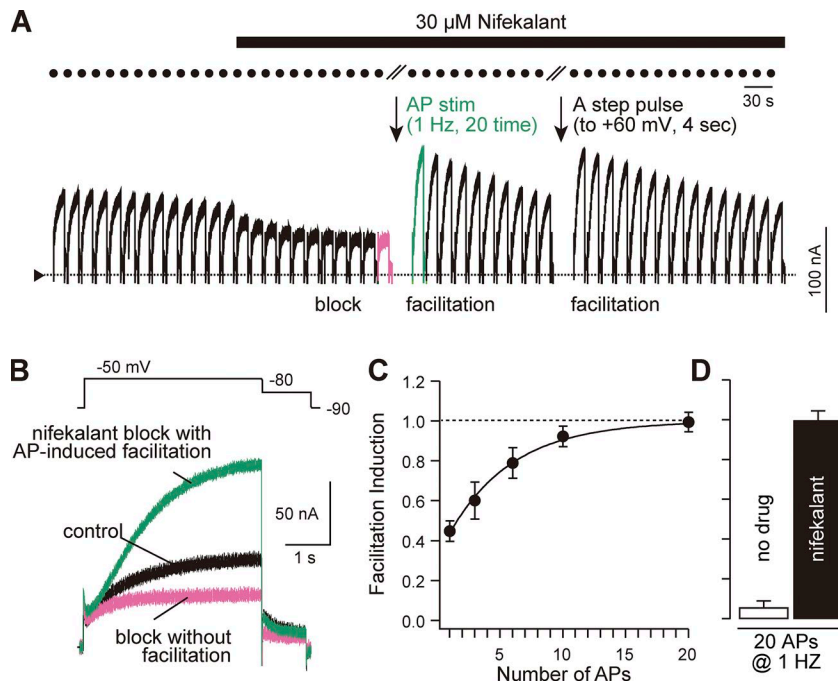 A
30 µM Nifekalant
30 s
AP stim
(1 Hz, 20 time)
A step pulse
(to +60 mV, 4 sec)
100 nA
block
facilitation
facilitation
B
-50 mV
-80
-90
nifekalant block with
AP-induced facilitation
control
50 nA
1 s
block without
facilitation
C
Facilitation Induction
1.2
1.0
0.8
0.6
0.4
0.2
0.0
5
10
15
20
Number of APs
D
no drug
nifekalant
20 APs
@ 1 HZ